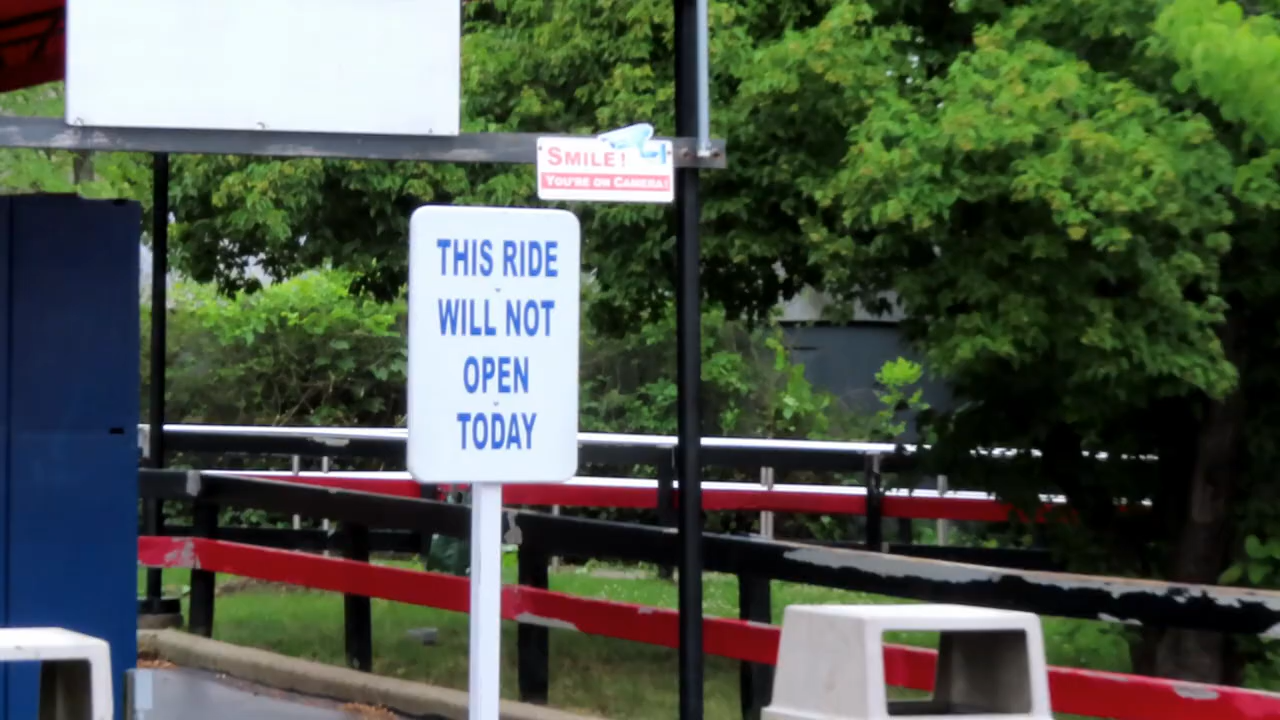 SMILE!
YOU'RE ON CAMERA!
THIS RIDE
WILL NOT
OPEN
TODAY